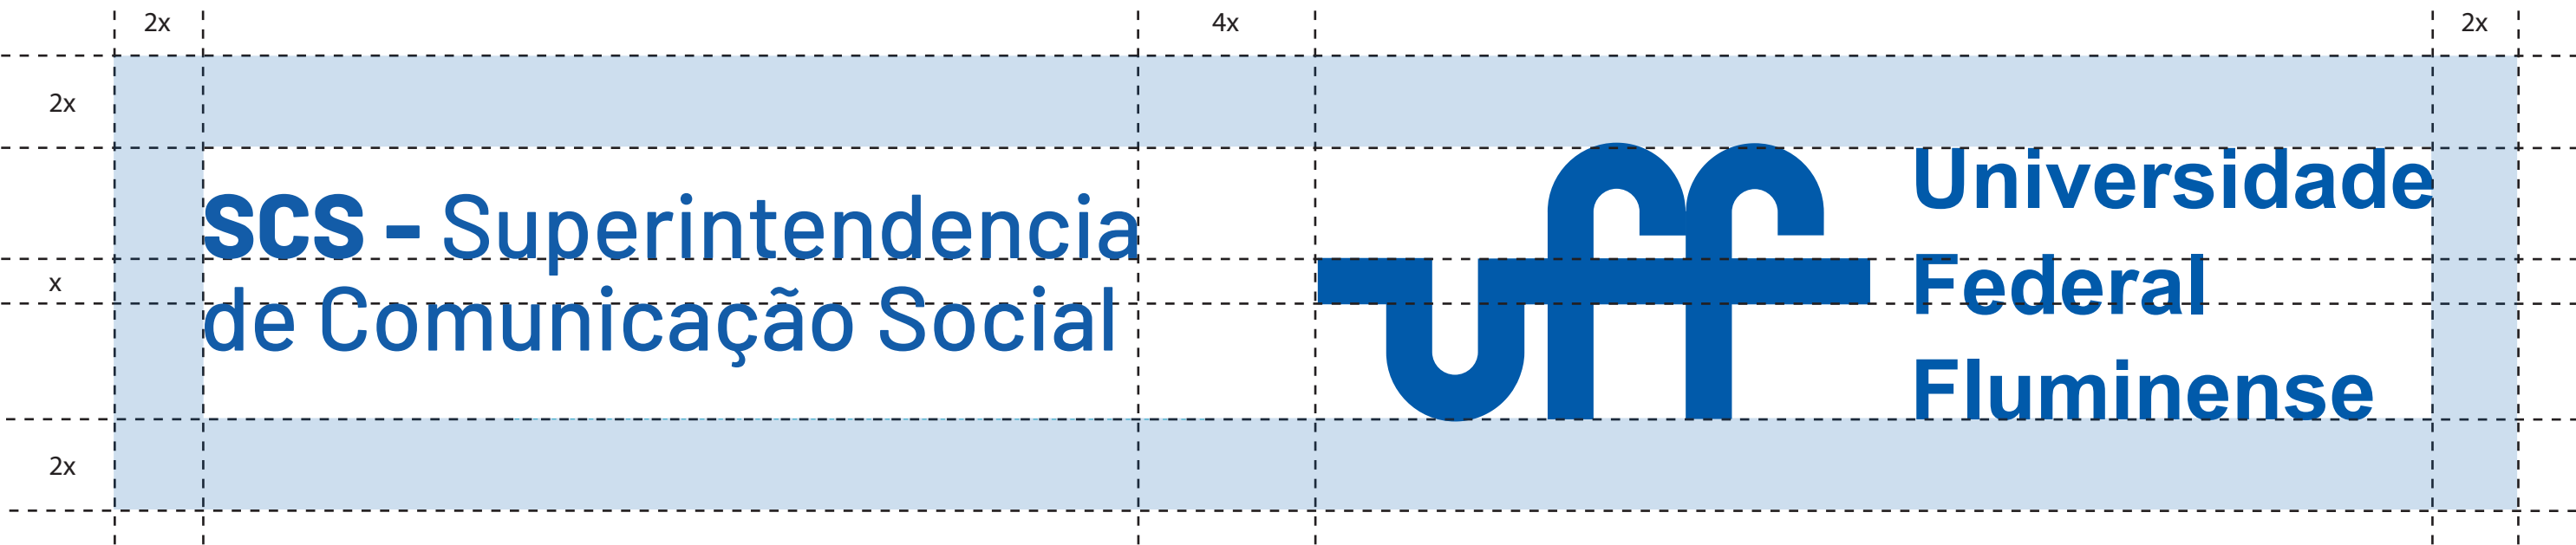 2x 4x 2x
2x
SCS - Superintendencia
de Comunicação Social
uff
Universidade
Federal
Fluminense
x
2x